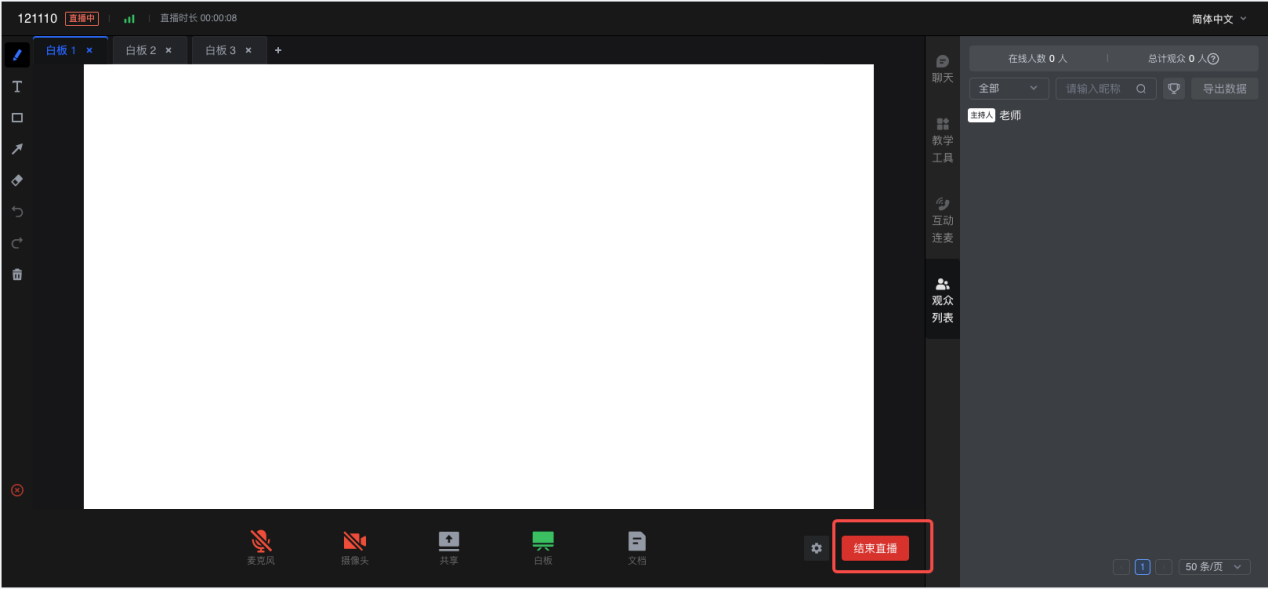 121110 直播中 直播时长 00:00:08 简体中文
白板 1 × 白板 2 × 白板 3 × +
在线人数 0 人 总计观众 0 人
聊天
全部 请输入昵称 导出数据
主持人 老师
教学
工具
互动
连麦
观众
列表
麦克风 摄像头 共享 白板 文档 结束直播
1 50 条/页